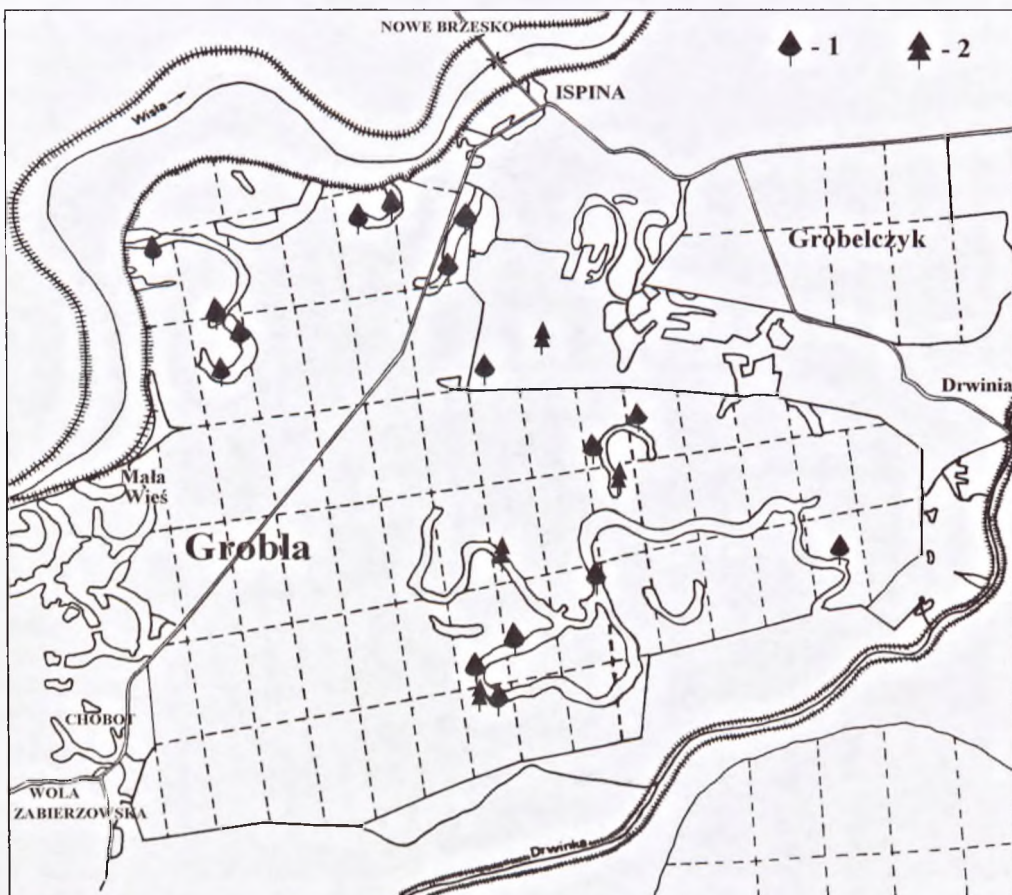 NOWE BRZESKO
- 1
- 2
Wisła
ISPINA
Grobelczyk
Drwinia
Mała
Wieś
Grobla
CHOBOT
WOLA
ZABIERZOWSKA
Drwinka